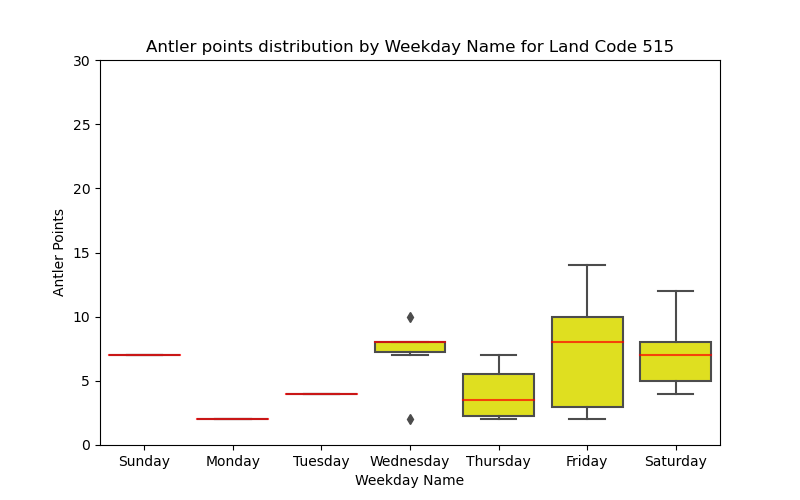 Antler points distribution by Weekday Name for Land Code 515
30
25
20
15
10
5
0
Antler Points
Sunday Monday Tuesday Wednesday Thursday Friday Saturday
Weekday Name